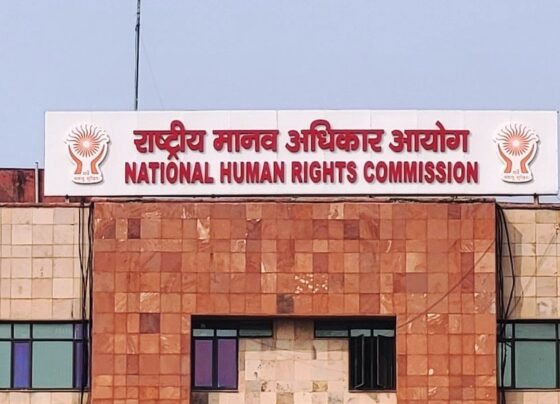 राष्ट्रीय मानव अधिकार आयोग
NATIONAL HUMAN RIGHTS COMMISSION